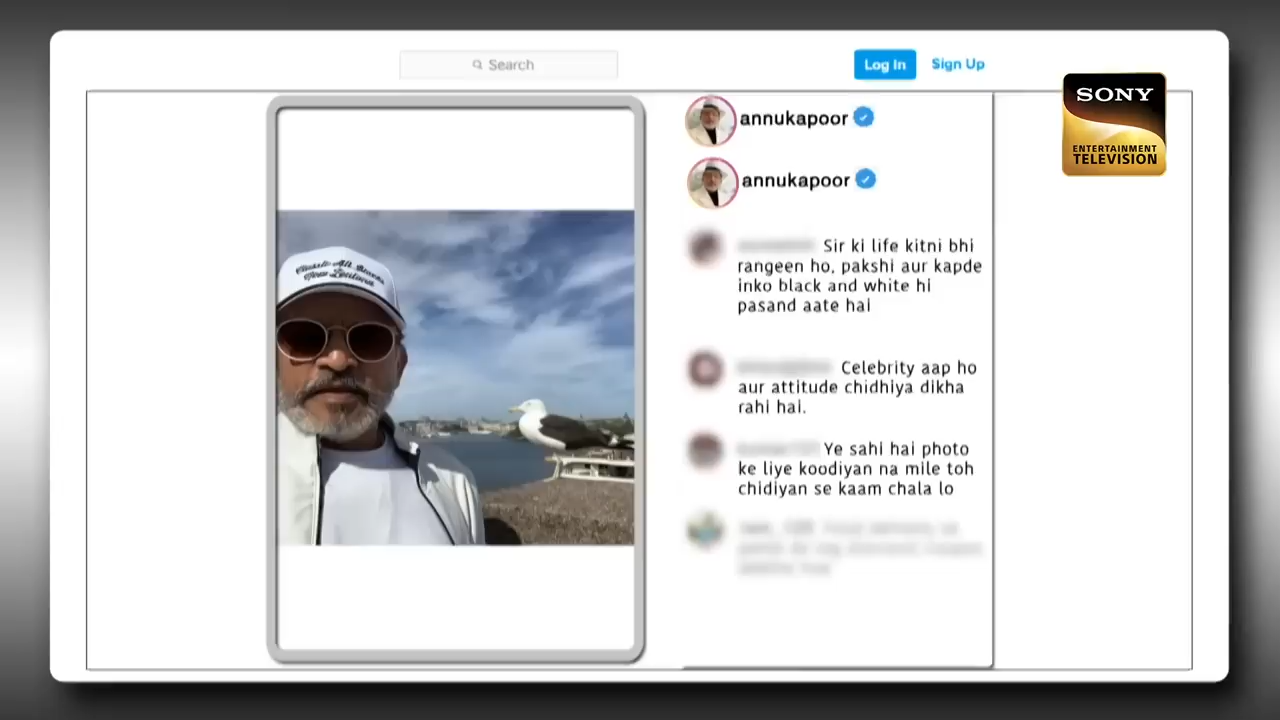 Search
Log In
Sign Up
SONY
ENTERTAINMENT
TELEVISION
annukapoor
annukapoor
Sir ki life kitni bhi
rangeen ho, pakshi aur kapde
inko black and white hi
pasand aate hai
Celebrity aap ho
aur attitude chidhiya dikha
rahi hai.
Ye sahi hai photo
ke liye koodiyan na mile toh
chidiyan se kaam chala lo